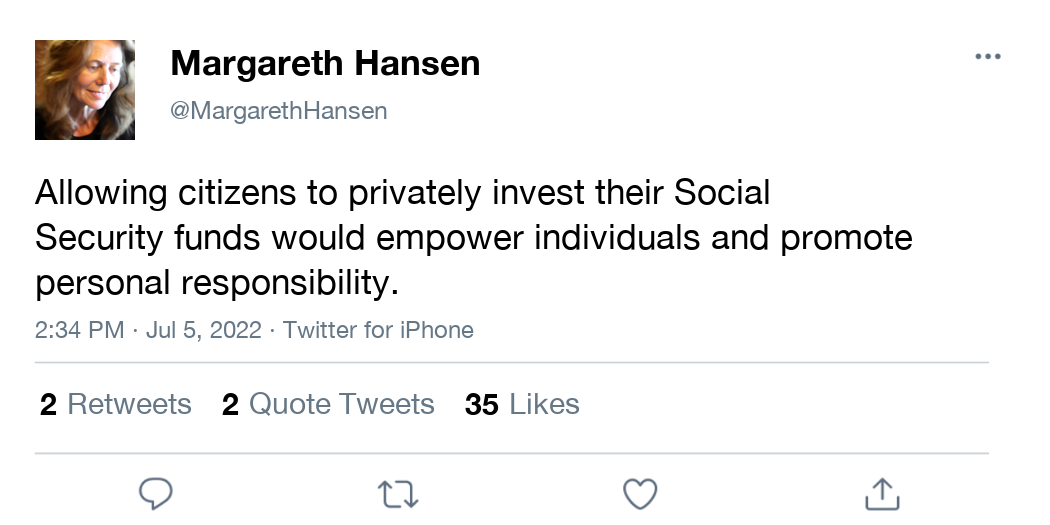 Margareth Hansen
@MargarethHansen
Allowing citizens to privately invest their Social
Security funds would empower individuals and promote
personal responsibility.
2:34 PM · Jul 5, 2022 · Twitter for iPhone
2 Retweets 2 Quote Tweets 35 Likes